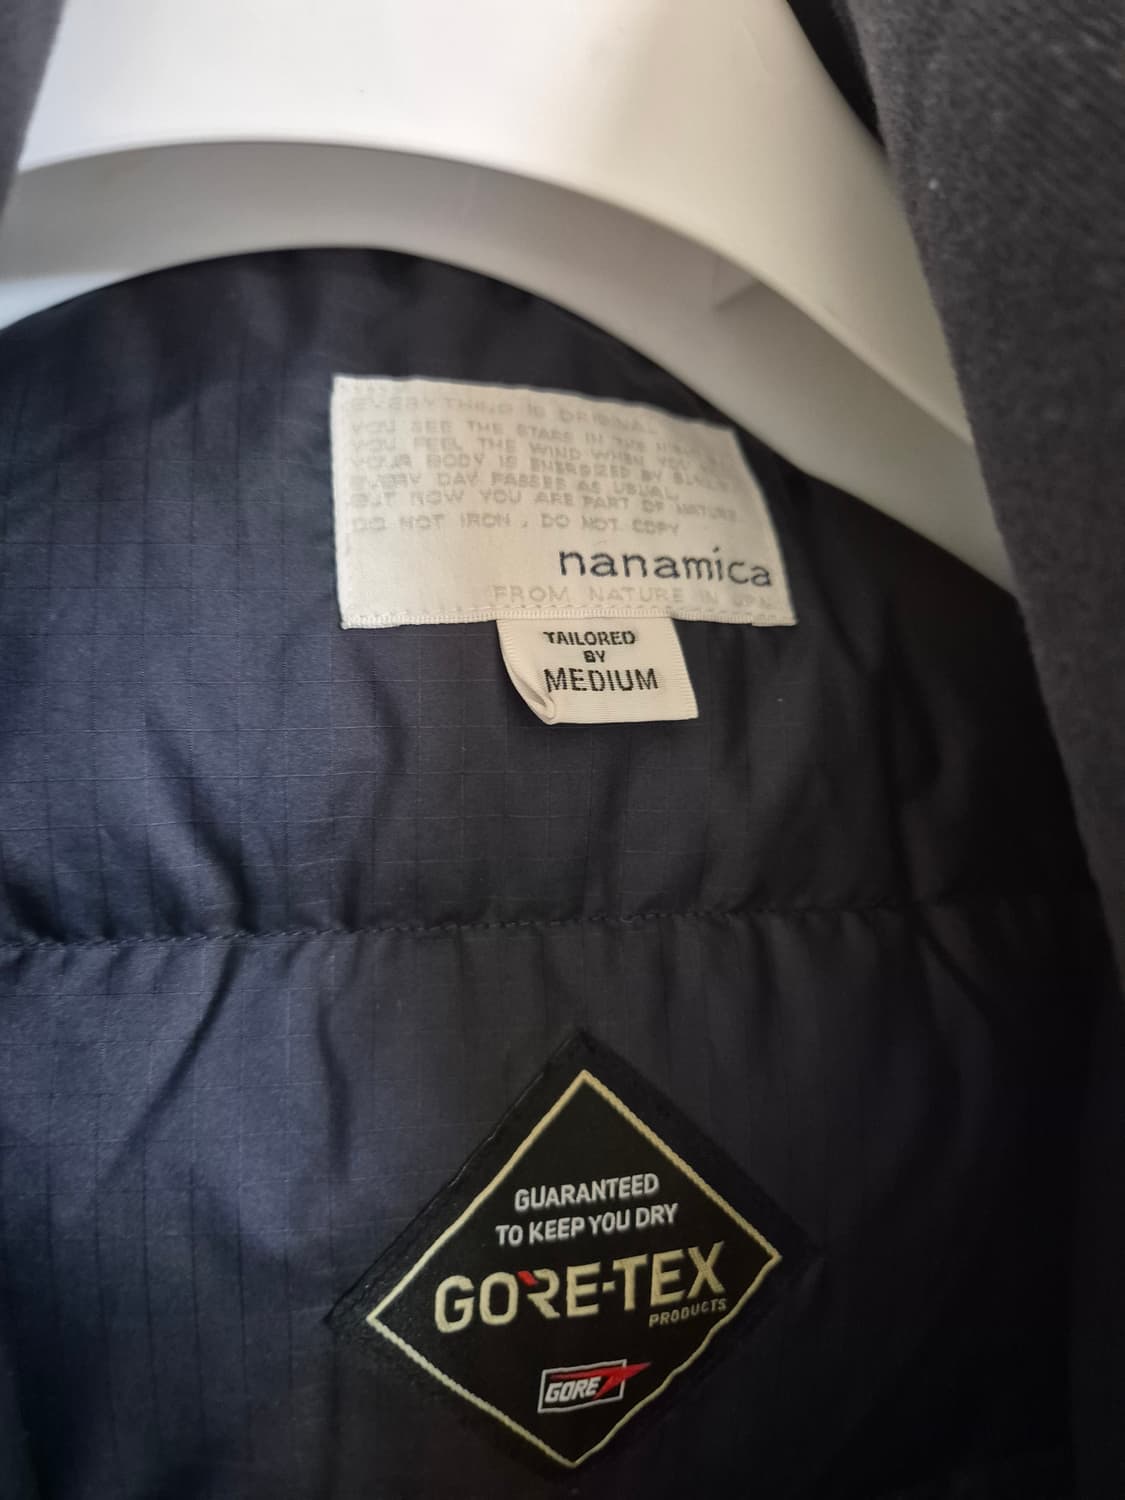 EVERYTHING IS ORIGINAL
YOU SEE THE STARS IN THE
YOU FEEL THE WIND WHEN YOU
YOUR BODY IS ENERGIZED BY
EVERY DAY PASSES AS USUAL
BUT NOW YOU ARE PART OF NATURE
DO NOT IRON , DO NOT COPY
nanamica
FROM NATURE IN JPN.
TAILORED
BY
MEDIUM
GUARANTEED
TO KEEP YOU DRY
GORE-TEX
PRODUCTS
GORE